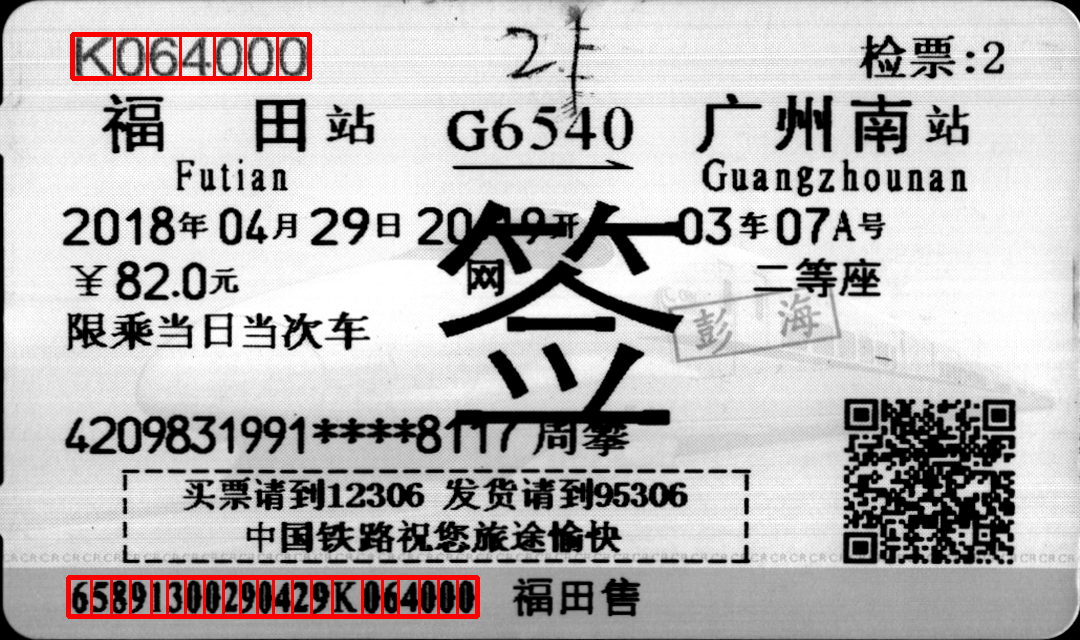 K064000 检票:2
福田站 G6540 广州南站
Futian Guangzhounan
2018年04月29日 开 03车07A号
¥82.0元 网 二等座
限乘当日当次车
签
彭海
4209831991****8117 周攀
买票请到12306 发货请到95306
中国铁路祝您旅途愉快
65891300290429K064000 福田售